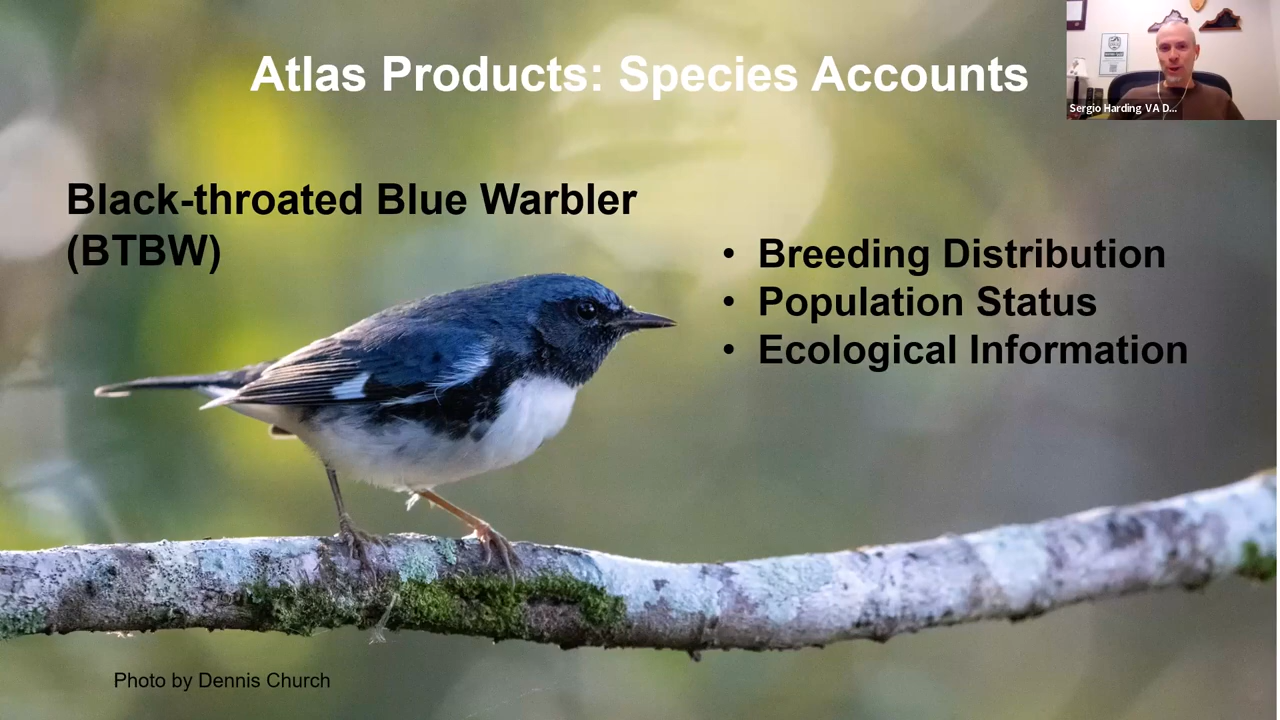 Atlas Products: Species Accounts
Sergio Harding VA D...
Black-throated Blue Warbler
(BTBW)
• Breeding Distribution
• Population Status
• Ecological Information
Photo by Dennis Church